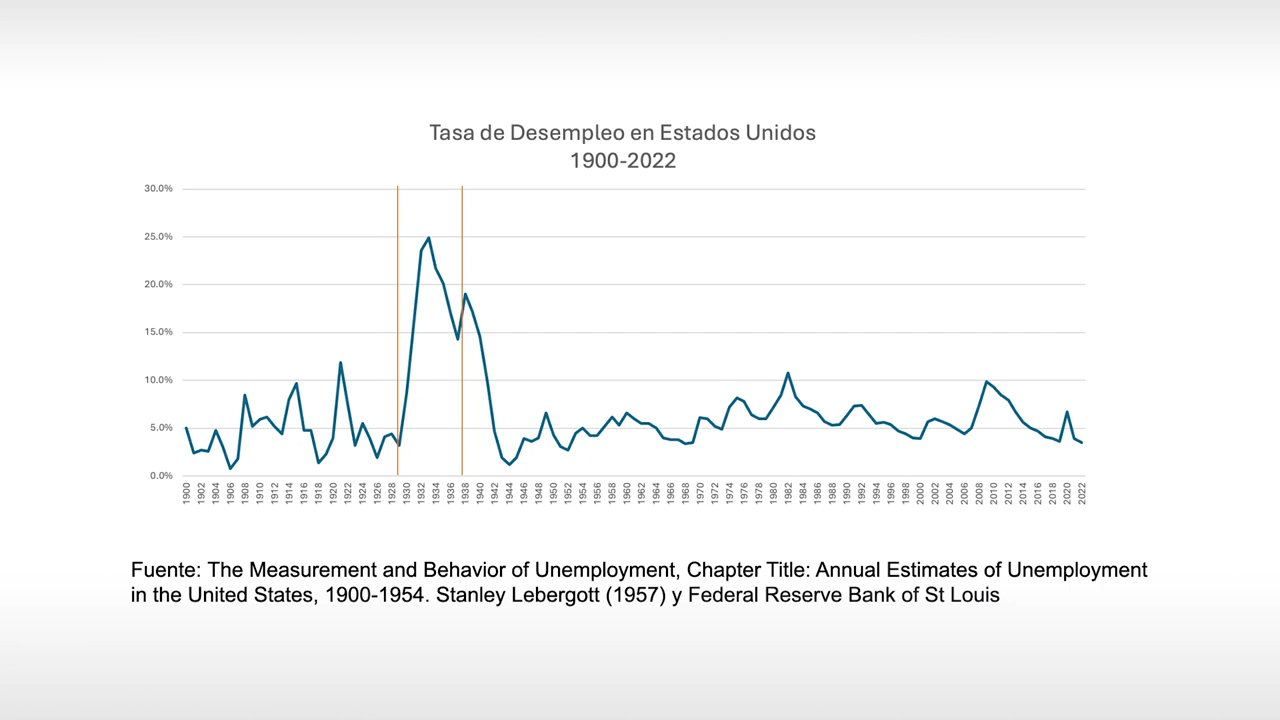 Tasa de Desempleo en Estados Unidos
1900-2022
30.0%
25.0%
20.0%
15.0%
10.0%
5.0%
0.0%
1900 1902 1904 1906 1908 1910 1912 1914 1916 1918 1920 1922 1924 1926 1928 1930 1932 1934 1936 1938 1940 1942 1944 1946 1948 1950 1952 1954 1956 1958 1960 1962 1964 1966 1968 1970 1972 1974 1976 1978 1980 1982 1984 1986 1988 1990 1992 1994 1996 1998 2000 2002 2004 2006 2008 2010 2012 2014 2016 2018 2020 2022
Fuente: The Measurement and Behavior of Unemployment, Chapter Title: Annual Estimates of Unemployment
in the United States, 1900-1954. Stanley Lebergott (1957) y Federal Reserve Bank of St Louis